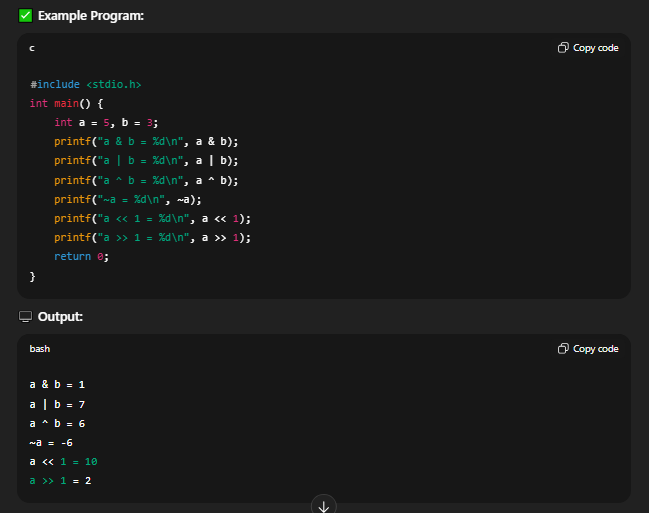 ✅ Example Program:
c
Copy code
#include <stdio.h>
int main() {
    int a = 5, b = 3;
    printf("a & b = %d\n", a & b);
    printf("a | b = %d\n", a | b);
    printf("a ^ b = %d\n", a ^ b);
    printf("~a = %d\n", ~a);
    printf("a << 1 = %d\n", a << 1);
    printf("a >> 1 = %d\n", a >> 1);
    return 0;
}
Output:
bash
Copy code
a & b = 1
a | b = 7
a ^ b = 6
~a = -6
a << 1 = 10
a >> 1 = 2